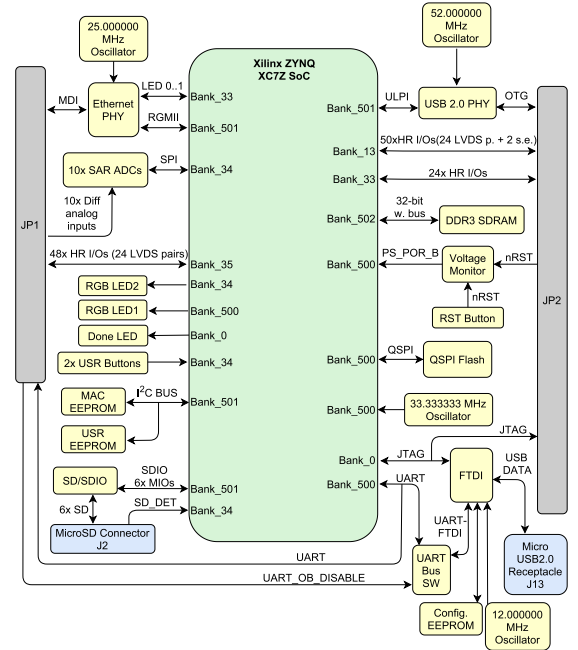 25.000000
MHz
Oscillator
52.000000
MHz
Oscillator
Xilinx ZYNQ
XC7Z SoC
MDI
Ethernet
PHY
LED 0..1
Bank_33
RGMII
Bank_501
Bank_501
ULPI
USB 2.0 PHY
OTG
Bank_13
50xHR I/Os(24 LVDS p. + 2 s.e.)
Bank_33
24x HR I/Os
10x SAR ADCs
SPI
Bank_34
10x Diff
analog
inputs
Bank_502
32-bit
w. bus
DDR3 SDRAM
JP1
48x HR I/Os (24 LVDS pairs)
Bank_35
Bank_500
PS_POR_B
Voltage
Monitor
nRST
nRST
RST Button
JP2
RGB LED2
Bank_34
RGB LED1
Bank_500
Done LED
Bank_0
2x USR Buttons
Bank_34
Bank_500
QSPI
QSPI Flash
MAC
EEPROM
I²C BUS
Bank_501
USR
EEPROM
Bank_500
33.333333 MHz
Oscillator
JTAG
Bank_0
JTAG
FTDI
USB
DATA
Bank_500
UART
SD/SDIO
SDIO
6x MIOs
Bank_501
6x SD
SD_DET
Bank_34
MicroSD Connector
J2
UART
UART_OB_DISABLE
UART-
FTDI
UART
Bus
SW
Micro
USB2.0
Receptacle
J13
Config.
EEPROM
12.000000
MHz
Oscillator